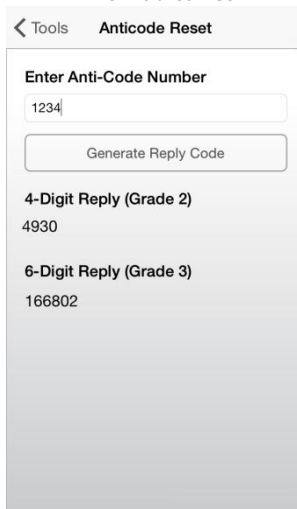 Tools Anticode Reset
Enter Anti-Code Number
1234
Generate Reply Code
4-Digit Reply (Grade 2)
4930
6-Digit Reply (Grade 3)
166802